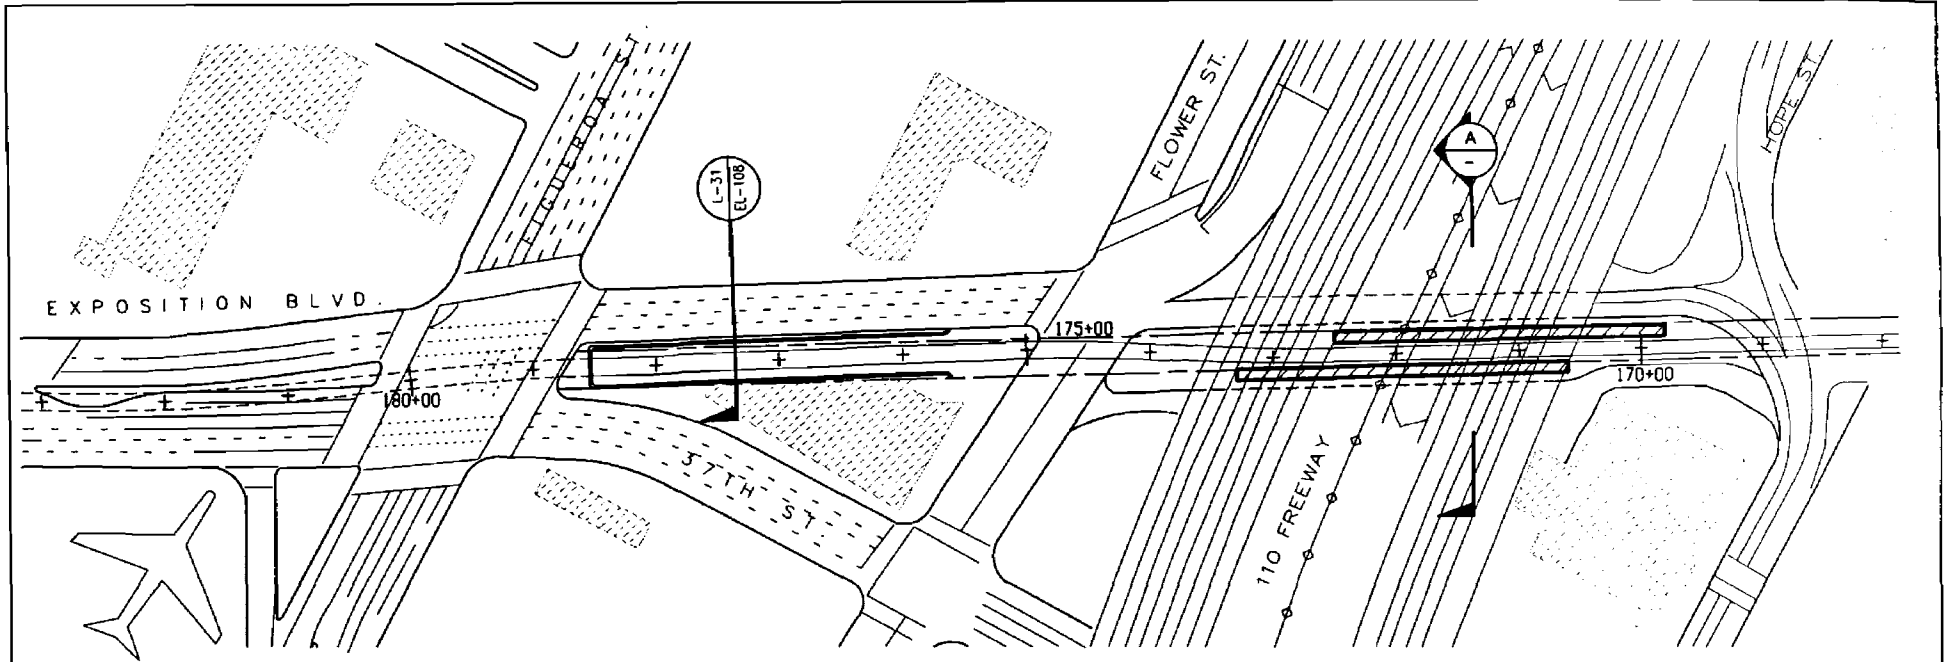 FIGUEROA ST.
FLOWER ST.
HOPE ST.
A
-
L-31
EL-108
EXPOSITION BLVD.
175+00
180+00
170+00
37TH ST.
110 FREEWAY